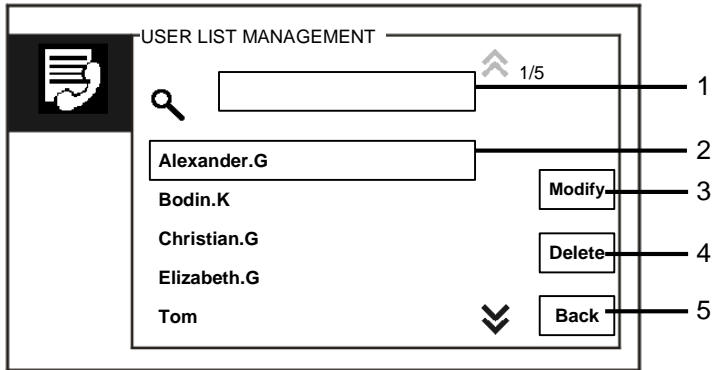 USER LIST MANAGEMENT
1/5
1
Alexander.G
2
Bodin.K
Modify
3
Christian.G
Delete
4
Elizabeth.G
Tom
Back
5